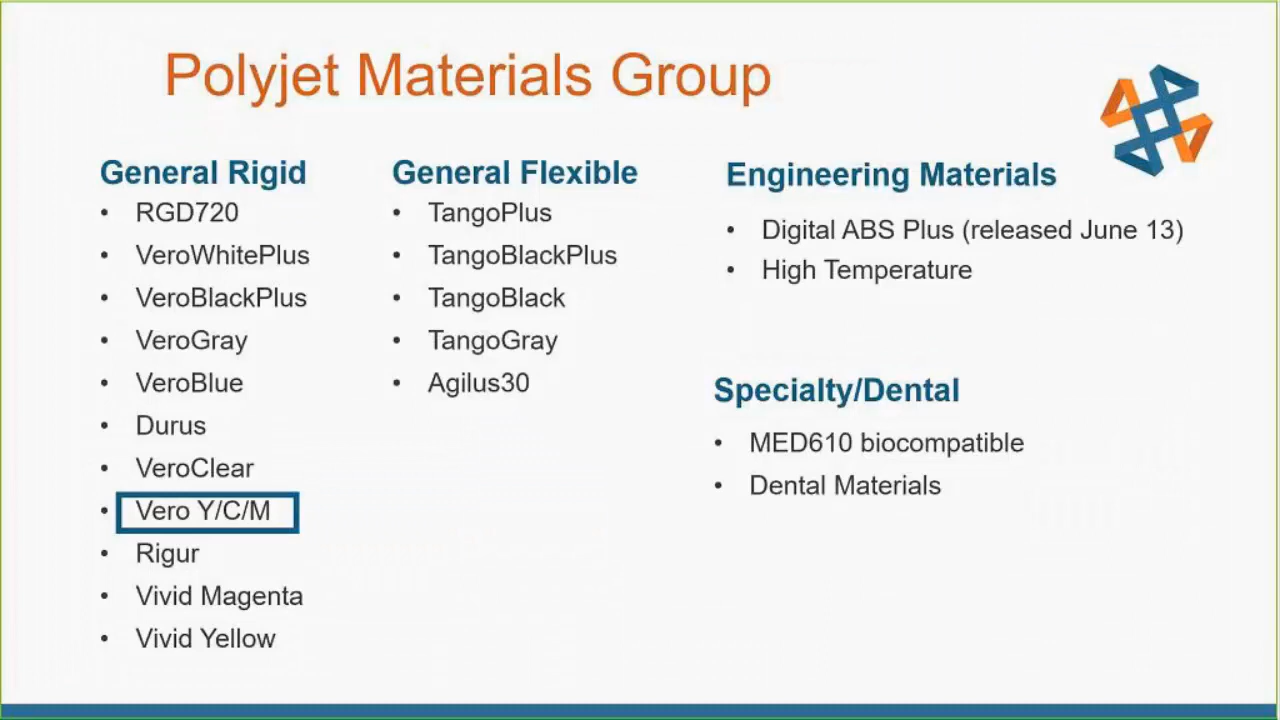 Polyjet Materials Group
General Rigid
RGD720
VeroWhitePlus
VeroBlackPlus
VeroGray
VeroBlue
Durus
VeroClear
Vero Y/C/M
Rigur
Vivid Magenta
Vivid Yellow
General Flexible
TangoPlus
TangoBlackPlus
TangoBlack
TangoGray
Agilus30
Engineering Materials
Digital ABS Plus (released June 13)
High Temperature
Specialty/Dental
MED610 biocompatible
Dental Materials